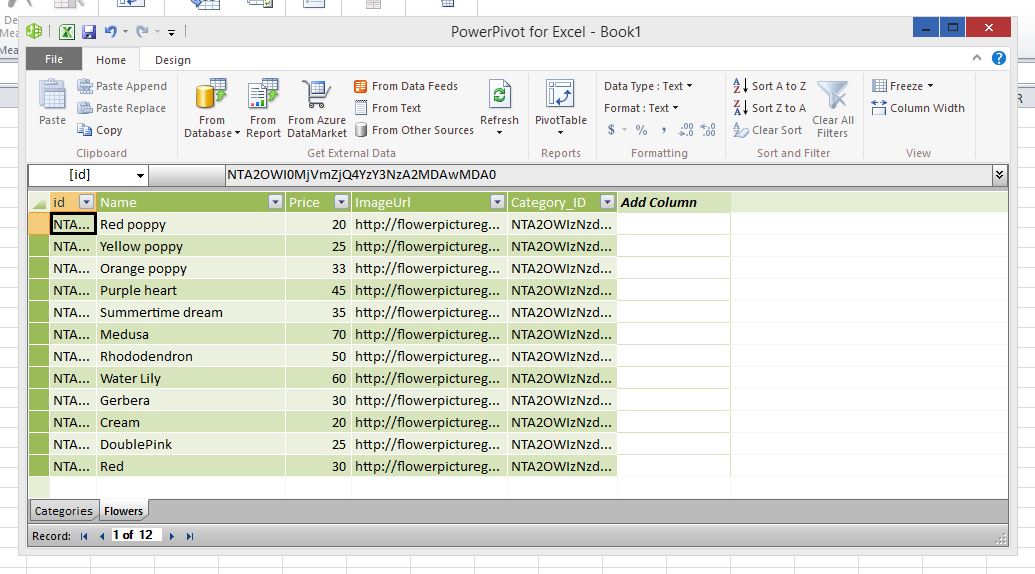 PowerPivot for Excel - Book1
File Home Design
Paste
Paste Append
Paste Replace
Copy
Clipboard
From Database
From Report
From Azure DataMarket
From Data Feeds
From Text
From Other Sources
Get External Data
Refresh
PivotTable
Reports
Data Type : Text
Format : Text
$ % , .00 .00
Formatting
Sort A to Z
Sort Z to A
Clear Sort
Clear All Filters
Sort and Filter
Freeze
Column Width
View
R
[id] NTA2OWI0MjVmZjQ4YzY3NzA2MDAwMDA0
id Name Price ImageUrl Category_ID Add Column
NTA... Red poppy 20 http://flowerpictureg... NTA2OWIzNzd...
NTA... Yellow poppy 25 http://flowerpictureg... NTA2OWIzNzd...
NTA... Orange poppy 33 http://flowerpictureg... NTA2OWIzNzd...
NTA... Purple heart 45 http://flowerpictureg... NTA2OWIzNzd...
NTA... Summertime dream 35 http://flowerpictureg... NTA2OWIzNzd...
NTA... Medusa 70 http://flowerpictureg... NTA2OWIzNzd...
NTA... Rhododendron 50 http://flowerpictureg... NTA2OWIzNzd...
NTA... Water Lily 60 http://flowerpictureg... NTA2OWIzNzd...
NTA... Gerbera 30 http://flowerpictureg... NTA2OWIzNzd...
NTA... Cream 20 http://flowerpictureg... NTA2OWIzNzd...
NTA... DoublePink 25 http://flowerpictureg... NTA2OWIzNzd...
NTA... Red 30 http://flowerpictureg... NTA2OWIzNzd...
Categories Flowers
Record: 1 of 12